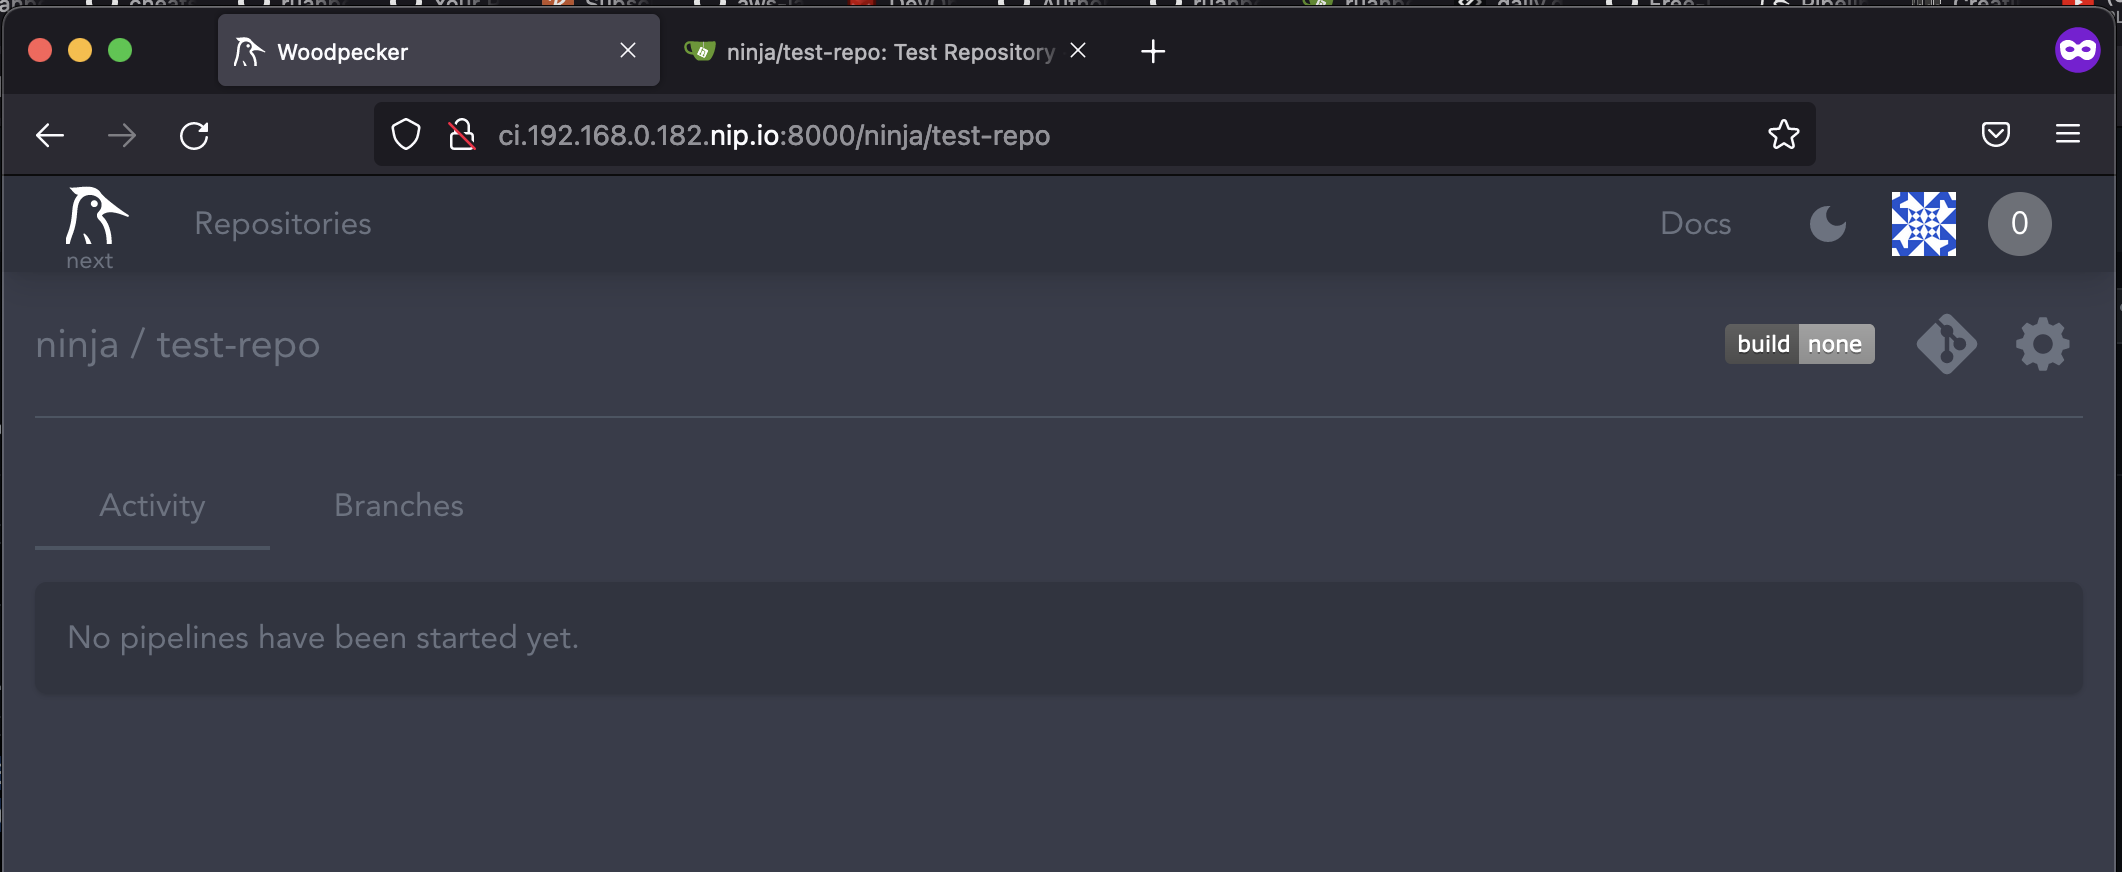 Woodpecker
ninja/test-repo: Test Repository
ci.192.168.0.182.nip.io:8000/ninja/test-repo
next
Repositories
Docs
0
ninja / test-repo
build none
Activity
Branches
No pipelines have been started yet.